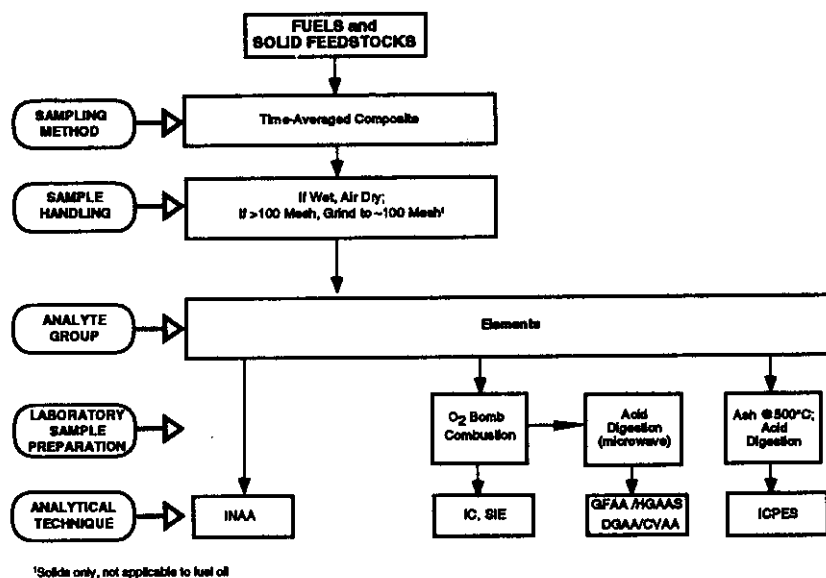 FUELS and
SOLID FEEDSTOCKS
SAMPLING
METHOD
Time-Averaged Composite
SAMPLE
HANDLING
If Wet, Air Dry;
If >100 Mesh, Grind to ~100 Mesh¹
ANALYTE
GROUP
Elements
LABORATORY
SAMPLE
PREPARATION
O₂ Bomb
Combustion
Acid
Digestion
(microwave)
Ash @500°C;
Acid
Digestion
ANALYTICAL
TECHNIQUE
INAA
IC, SIE
GFAA /HGAAS
DGAA/CVAA
ICPES
¹Solids only, not applicable to fuel oil